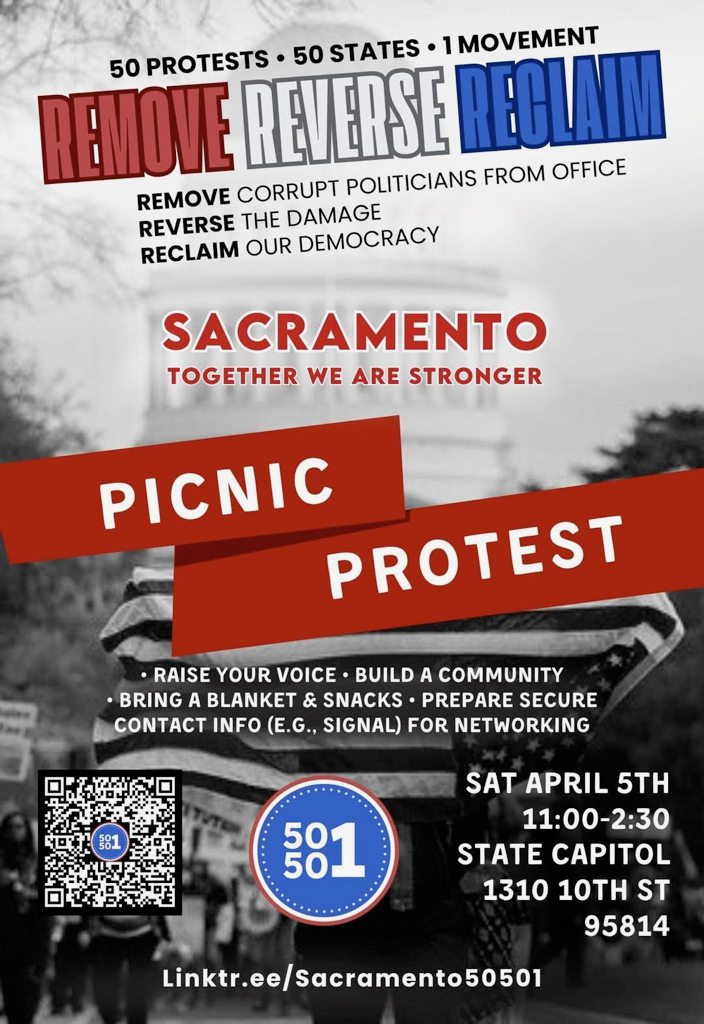 50 PROTESTS • 50 STATES • 1 MOVEMENT
REMOVE REVERSE RECLAIM
REMOVE CORRUPT POLITICIANS FROM OFFICE
REVERSE THE DAMAGE
RECLAIM OUR DEMOCRACY
SACRAMENTO
TOGETHER WE ARE STRONGER
PICNIC
PROTEST
• RAISE YOUR VOICE • BUILD A COMMUNITY
• BRING A BLANKET & SNACKS • PREPARE SECURE
CONTACT INFO (E.G., SIGNAL) FOR NETWORKING
50
50
1
50
50
1
SAT APRIL 5TH
11:00-2:30
STATE CAPITOL
1310 10TH ST
95814
Linktr.ee/Sacramento50501